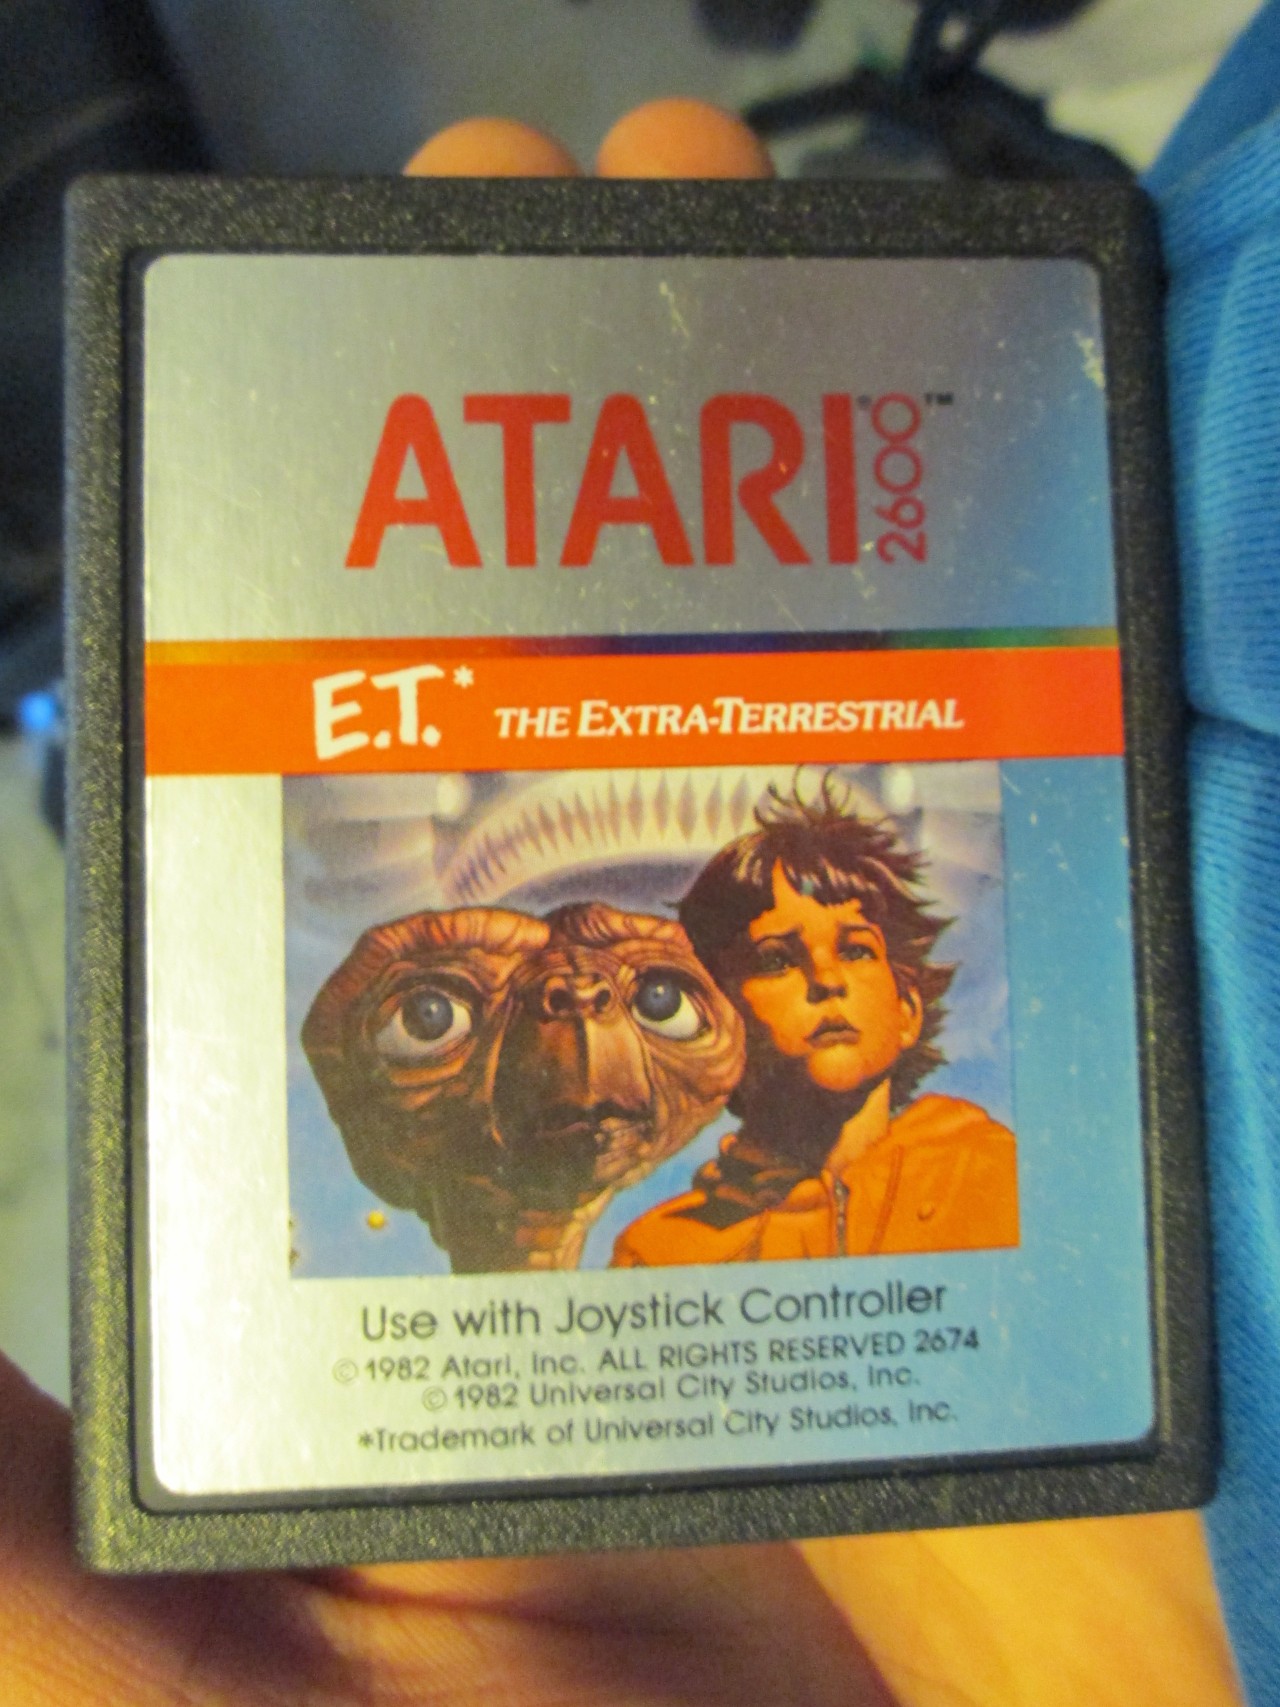 ATARI® 2600™
E.T.* THE EXTRA-TERRESTRIAL
Use with Joystick Controller
© 1982 Atari, Inc. ALL RIGHTS RESERVED 2674
© 1982 Universal City Studios, Inc.
*Trademark of Universal City Studios, Inc.